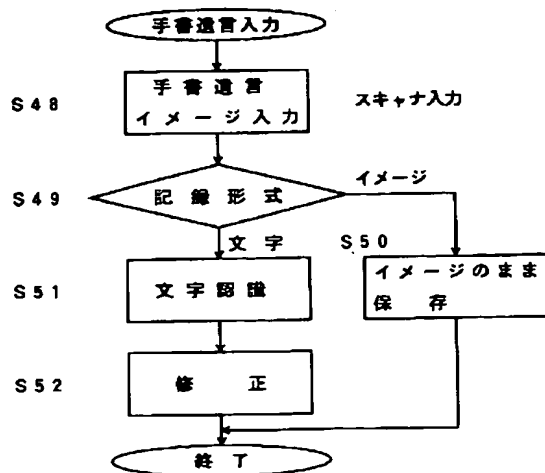 手書遺言入力
S48
手書遺言
イメージ入力
スキャナ入力
S49
記録形式
イメージ
文字
S50
イメージのまま
保存
S51
文字認識
S52
修正
終了